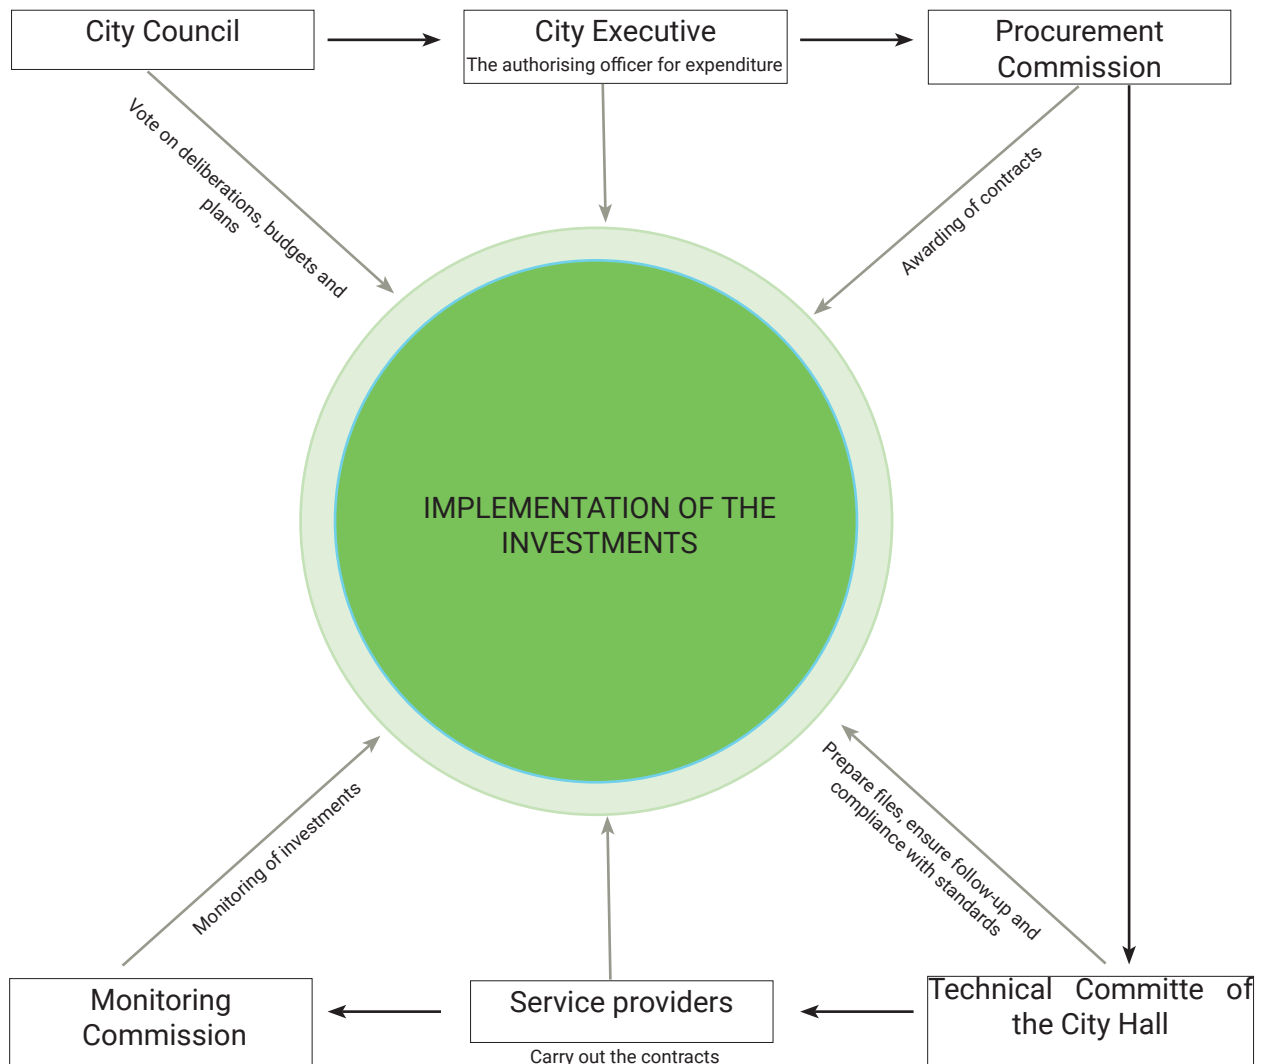 City Council
City Executive
The authorising officer for expenditure
Procurement
Commission
Vote on deliberations, budgets and
plans
Awarding of contracts
IMPLEMENTATION OF THE
INVESTMENTS
Monitoring of investments
Prepare files, ensure follow-up and
compliance with standards
Monitoring
Commission
Service providers
Carry out the contracts
Technical Committe of
the City Hall